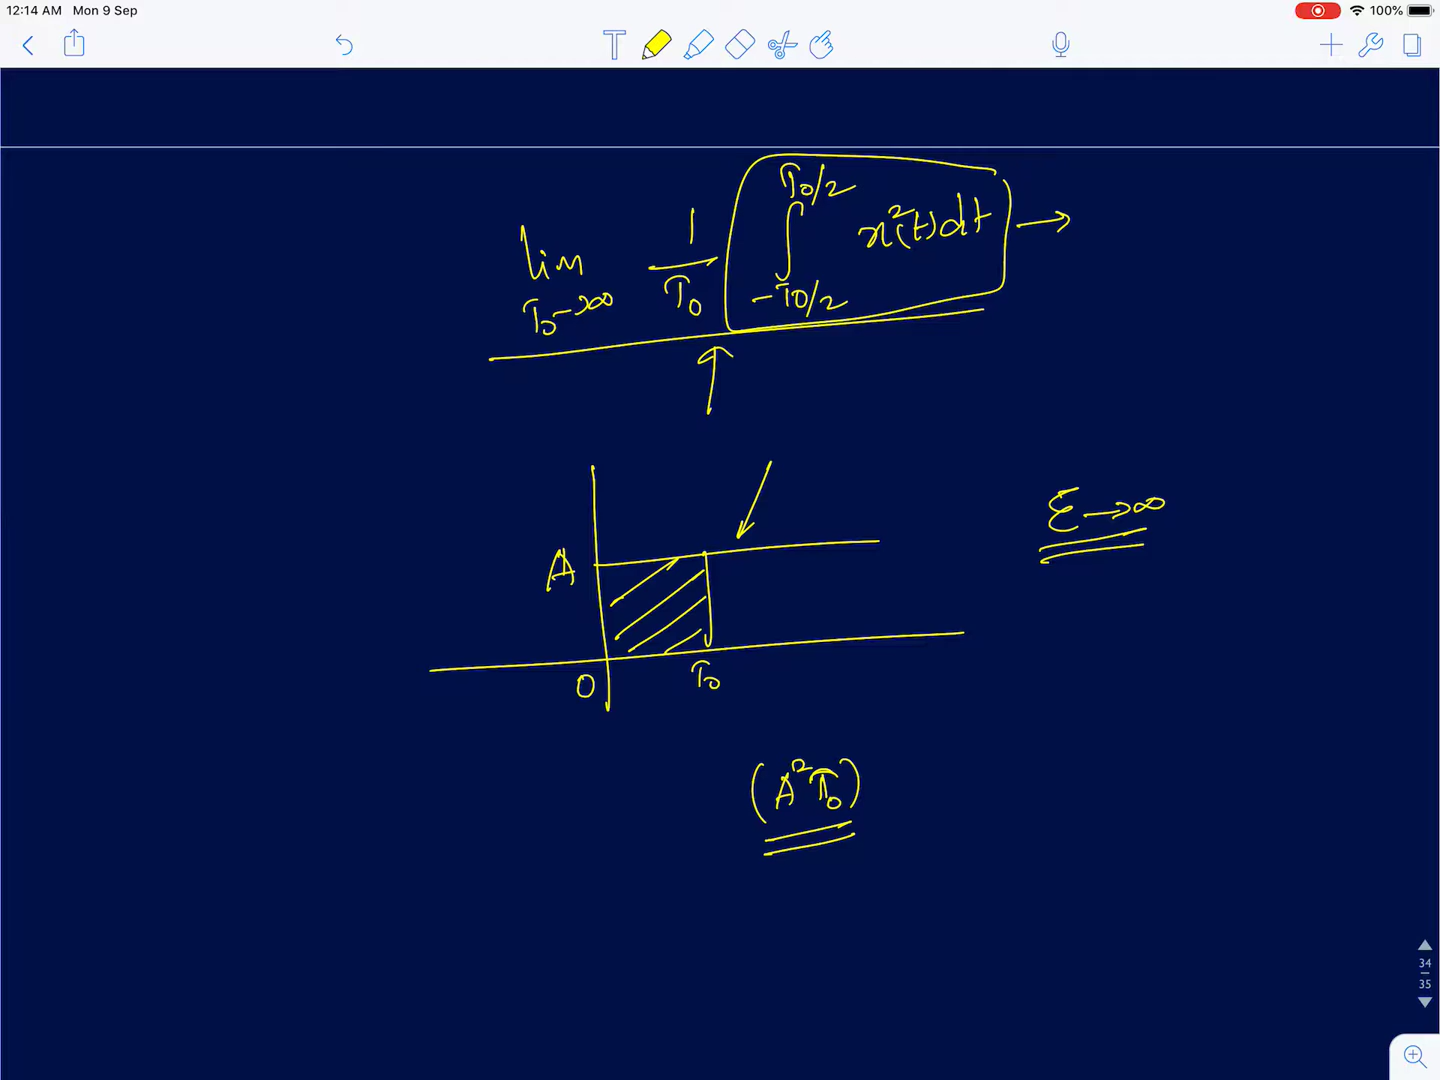 12:14 AM Mon 9 Sep
100%
T
lim T₀→∞ 1/T₀ ∫_{-T₀/2}^{T₀/2} x²(t)dt →
Ɛ→∞
A
0 T₀
(A²T₀)
34
35